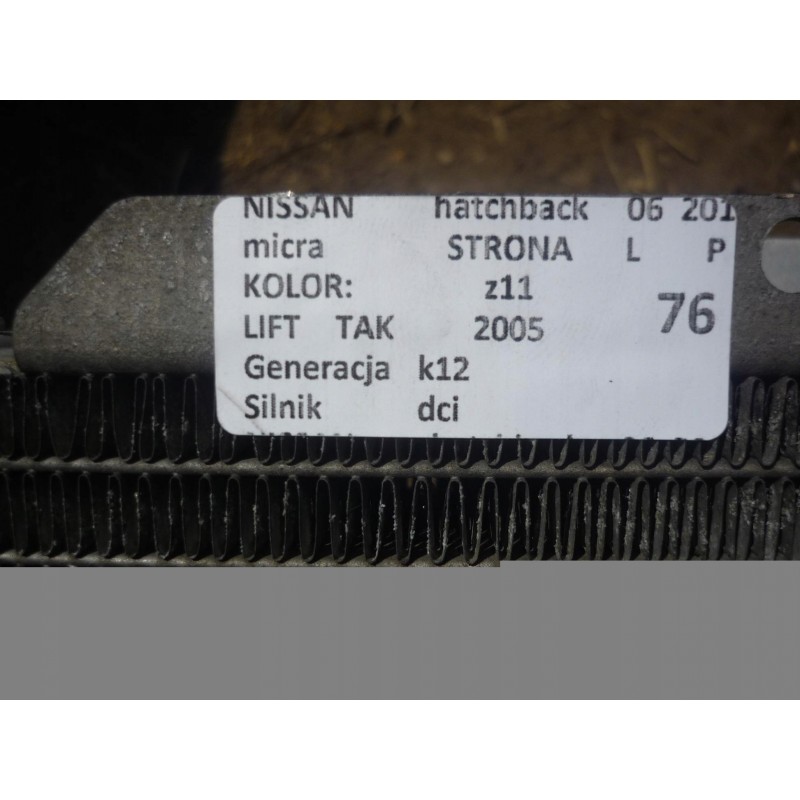 NISSAN hatchback 06 201
micra STRONA L P
KOLOR: z11
76
LIFT TAK 2005
Generacja k12
Silnik dci